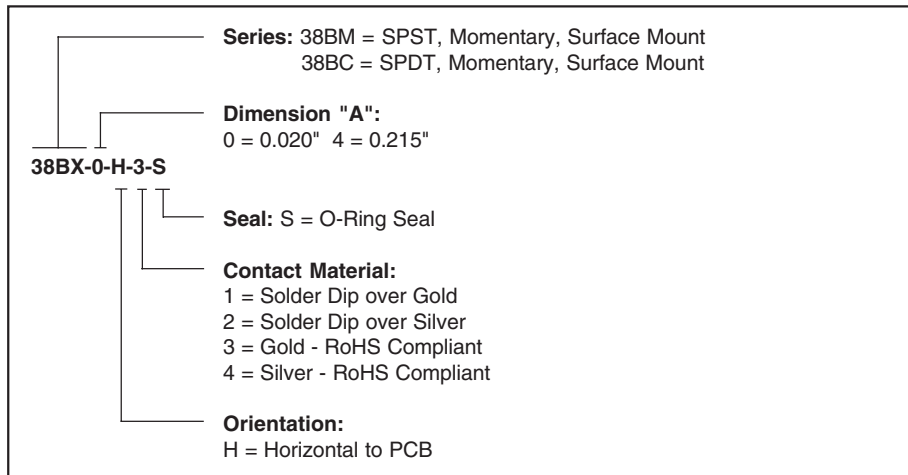 Series: 38BM = SPST, Momentary, Surface Mount
38BC = SPDT, Momentary, Surface Mount
Dimension "A":
0 = 0.020" 4 = 0.215"
38BX-0-H-3-S
Seal: S = O-Ring Seal
Contact Material:
1 = Solder Dip over Gold
2 = Solder Dip over Silver
3 = Gold - RoHS Compliant
4 = Silver - RoHS Compliant
Orientation:
H = Horizontal to PCB